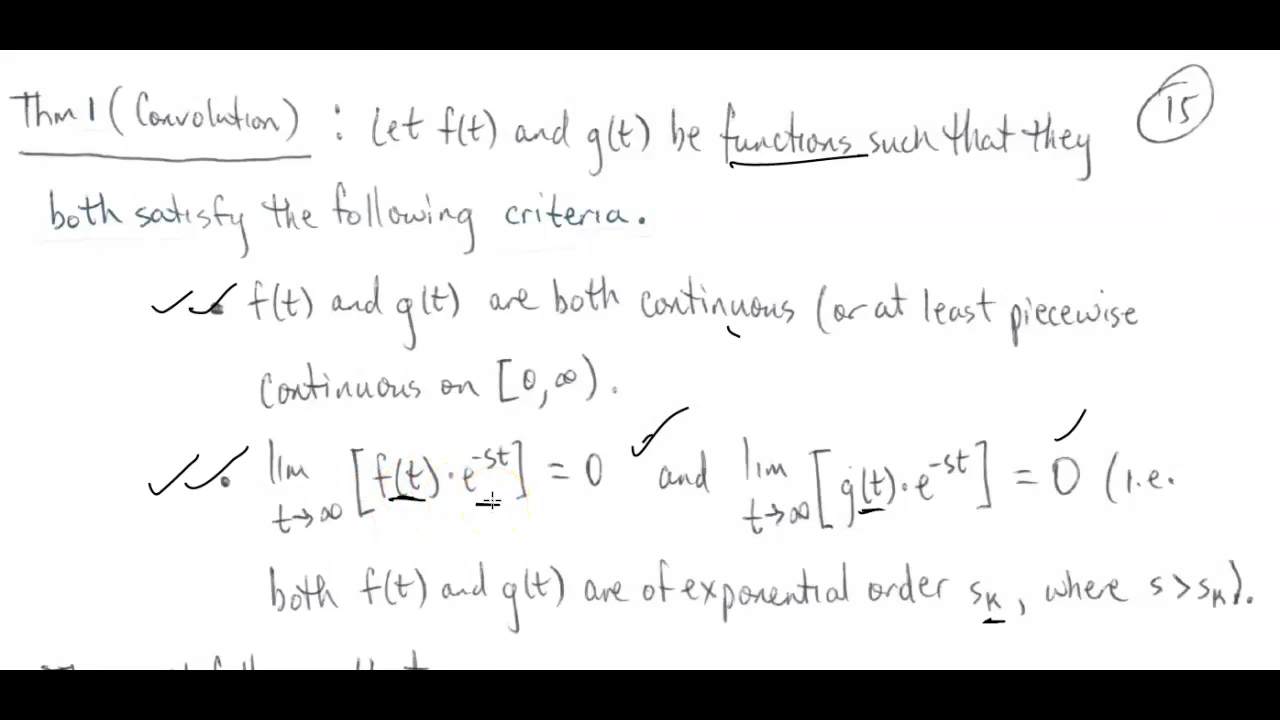 Thm 1 (Convolution) : Let f(t) and g(t) be functions such that they
15
both satisfy the following criteria.
• f(t) and g(t) are both continuous (or at least piecewise
continuous on [0, ∞).
• lim t→∞ [f(t)·e^-st] = 0 and lim t→∞ [g(t)·e^-st] = 0 (i.e.
both f(t) and g(t) are of exponential order s_k, where s > s_k).